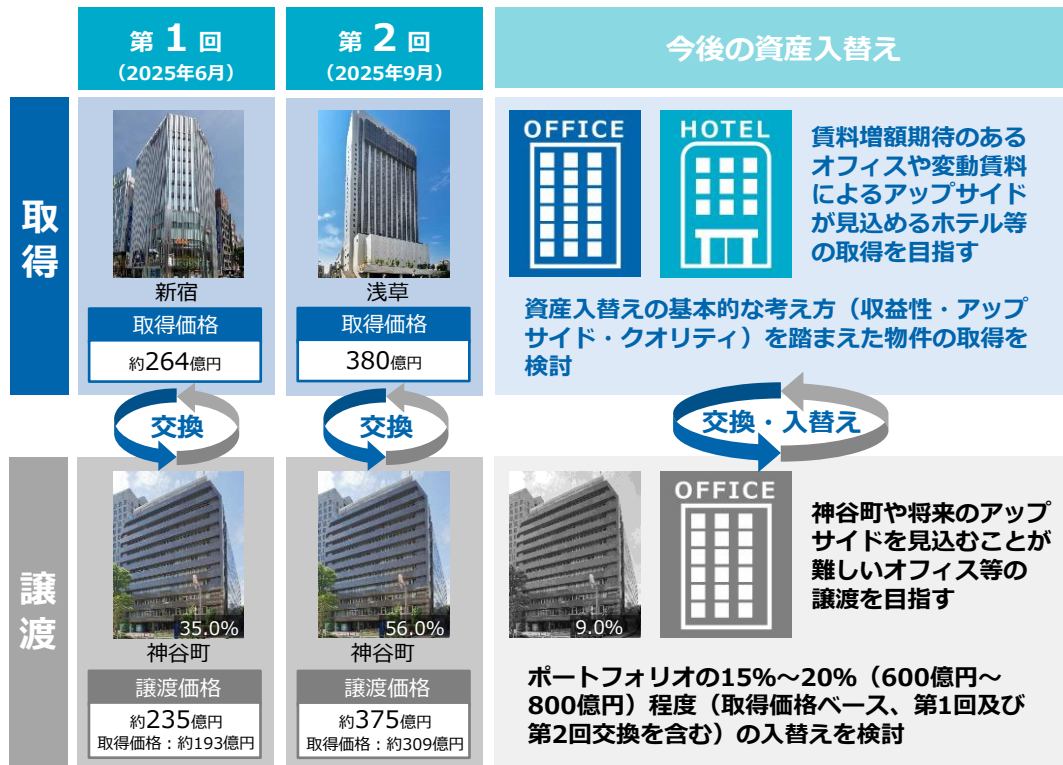 第1回
（2025年6月）
第2回
（2025年9月）
今後の資産入替え
取得
新宿
取得価格
約264億円
浅草
取得価格
380億円
OFFICE
HOTEL
賃料増額期待のある
オフィスや変動賃料
によるアップサイド
が見込めるホテル等
の取得を目指す
資産入替えの基本的な考え方（収益性・アップ
サイド・クオリティ）を踏まえた物件の取得を
検討
交換
交換
交換・入替え
譲渡
35.0%
神谷町
譲渡価格
約235億円
取得価格：約193億円
56.0%
神谷町
譲渡価格
約375億円
取得価格：約309億円
9.0%
OFFICE
神谷町や将来のアップ
サイドを見込むことが
難しいオフィス等の
譲渡を目指す
ポートフォリオの15%～20%（600億円～
800億円）程度（取得価格ベース、第1回及び
第2回交換を含む）の入替えを検討